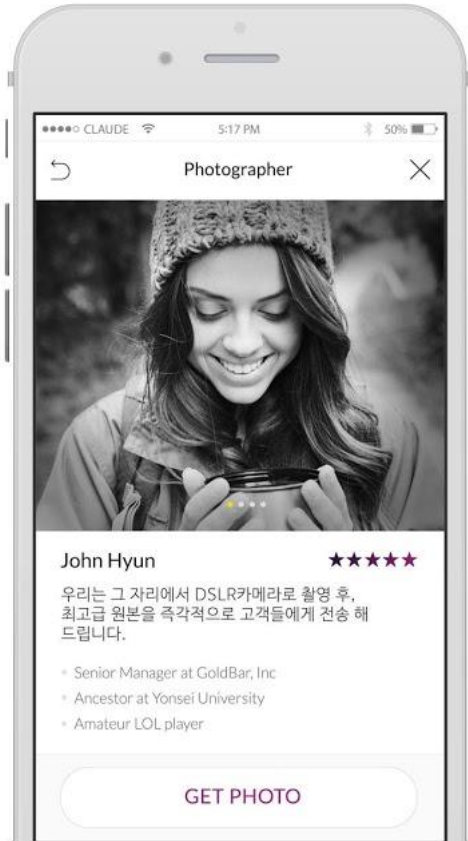 CLAUDE
5:17 PM
50%
Photographer
John Hyun
우리는 그 자리에서 DSLR카메라로 촬영 후,
최고급 원본을 즉각적으로 고객들에게 전송 해
드립니다.
Senior Manager at GoldBar, Inc
Ancestor at Yonsei University
Amateur LOL player
GET PHOTO